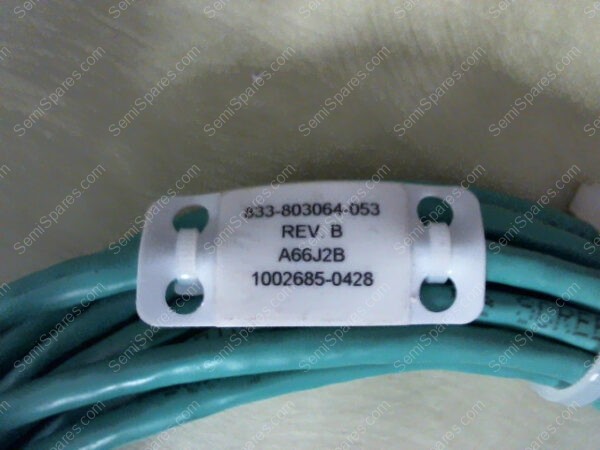 833-803064-053
REV. B
A66J2B
1002685-0428
SemiSpares.com